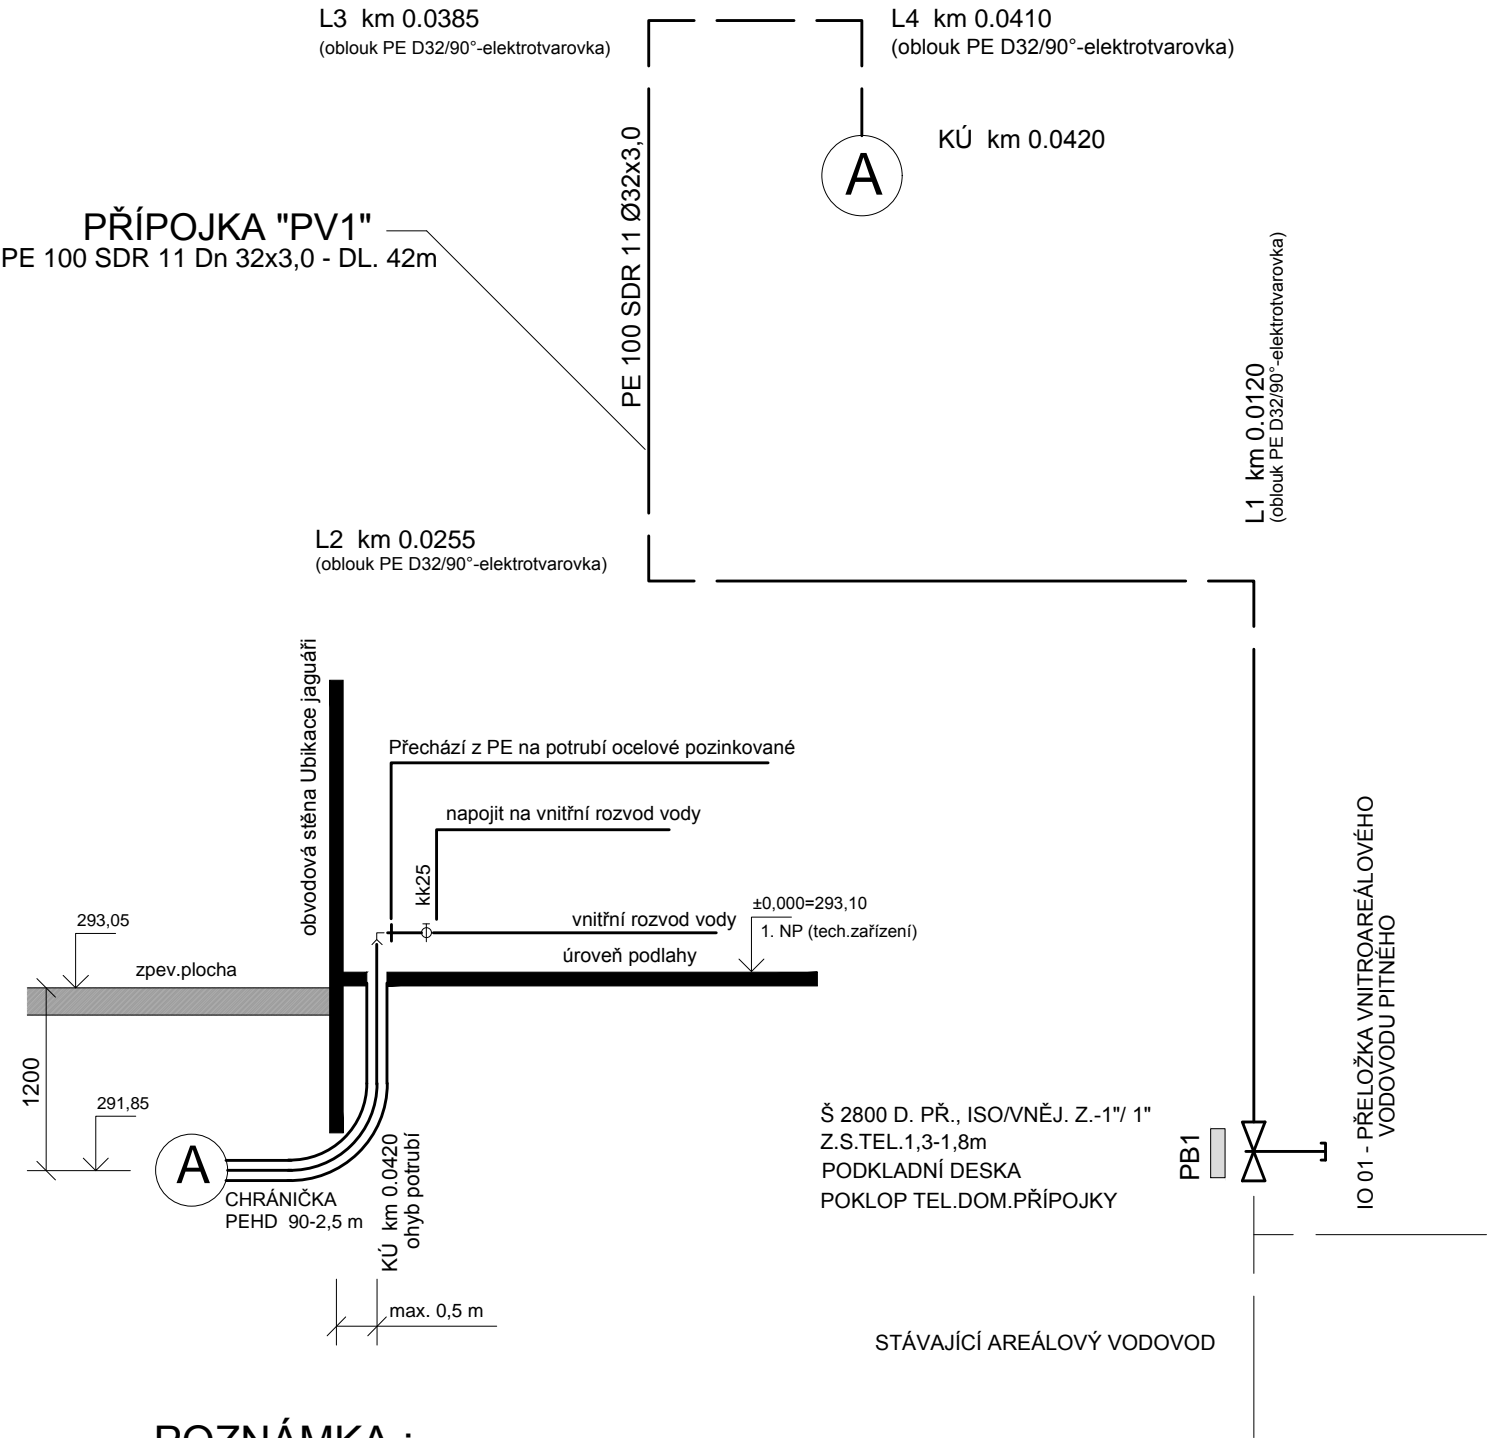 L3 km 0.0385
(oblouk PE D32/90°-elektrotvarovka)
L4 km 0.0410
(oblouk PE D32/90°-elektrotvarovka)
KÚ km 0.0420
A
PE 100 SDR 11 Ø32x3,0
PŘÍPOJKA "PV1"
PE 100 SDR 11 Dn 32x3,0 - DL. 42m
L1 km 0.0120
(oblouk PE D32/90°-elektrotvarovka)
L2 km 0.0255
(oblouk PE D32/90°-elektrotvarovka)
obvodová stěna Ubikace jaguáři
Přechází z PE na potrubí ocelové pozinkované
napojit na vnitřní rozvod vody
kk25
vnitřní rozvod vody
±0,000=293,10
1. NP (tech.zařízení)
úroveň podlahy
293,05
zpev.plocha
1200
291,85
A
CHRÁNIČKA
PEHD 90-2,5 m
KÚ km 0.0420
ohyb potrubí
max. 0,5 m
Š 2800 D. PŘ., ISO/VNĚJ. Z.-1"/ 1"
Z.S.TEL.1,3-1,8m
PODKLADNÍ DESKA
POKLOP TEL.DOM.PŘÍPOJKY
PB1
IO 01 - PŘELOŽKA VNITROAREÁLOVÉHO
VODOVODU PITNÉHO
STÁVAJÍCÍ AREÁLOVÝ VODOVOD
POZNÁMKA :